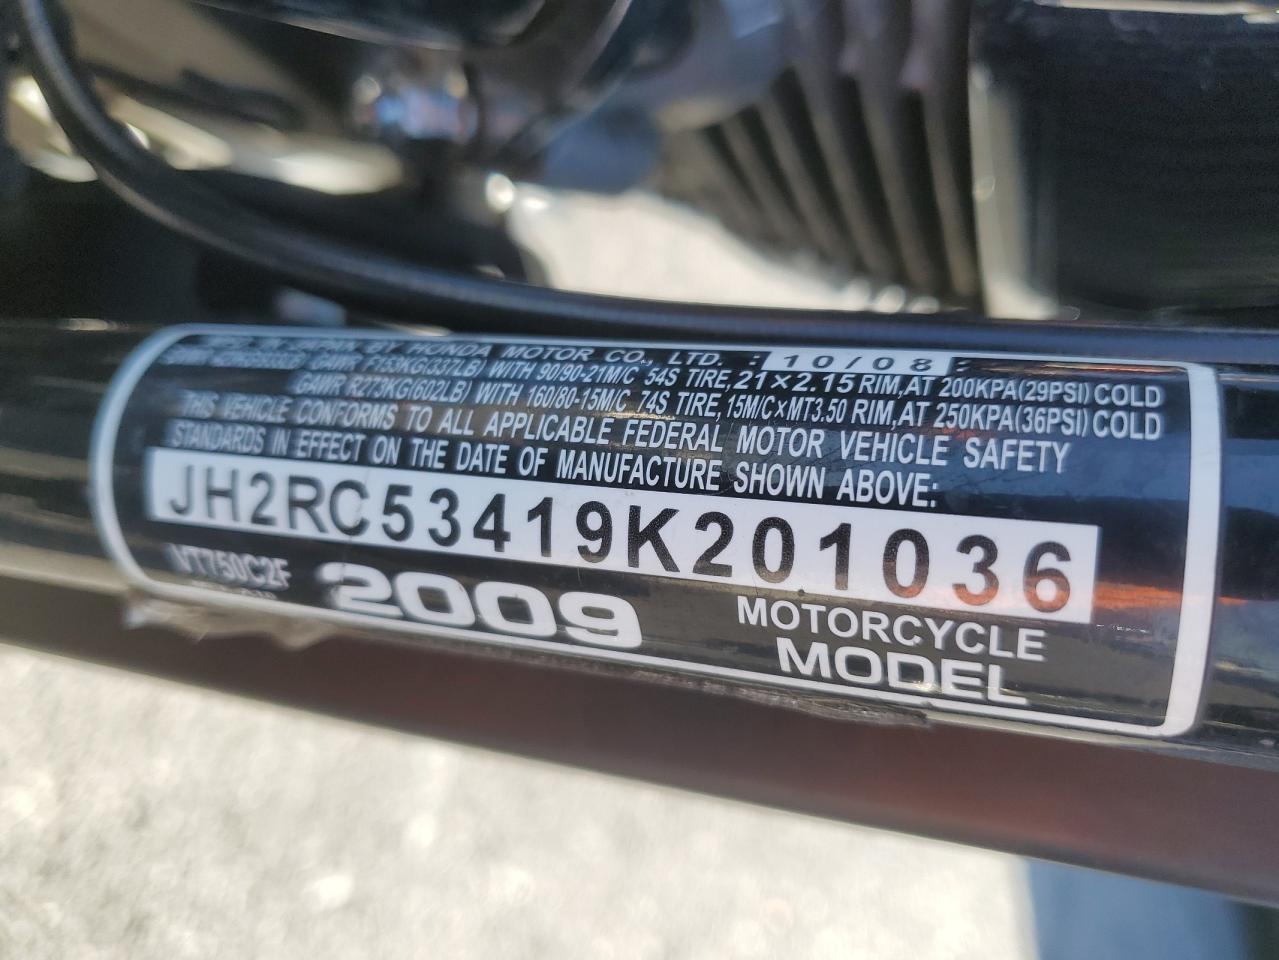 BY HONDA MOTOR CO., LTD. : 10/08 :
GAWR F153KG(337LB) WITH 90/90-21M/C 54S TIRE, 21×2.15 RIM, AT 200KPA(29PSI) COLD
GAWR R273KG(602LB) WITH 160/80-15M/C 74S TIRE, 15M/C×MT3.50 RIM, AT 250KPA(36PSI) COLD
THIS VEHICLE CONFORMS TO ALL APPLICABLE FEDERAL MOTOR VEHICLE SAFETY
STANDARDS IN EFFECT ON THE DATE OF MANUFACTURE SHOWN ABOVE:
JH2RC53419K201036
VT750C2F 2009 MOTORCYCLE
MODEL